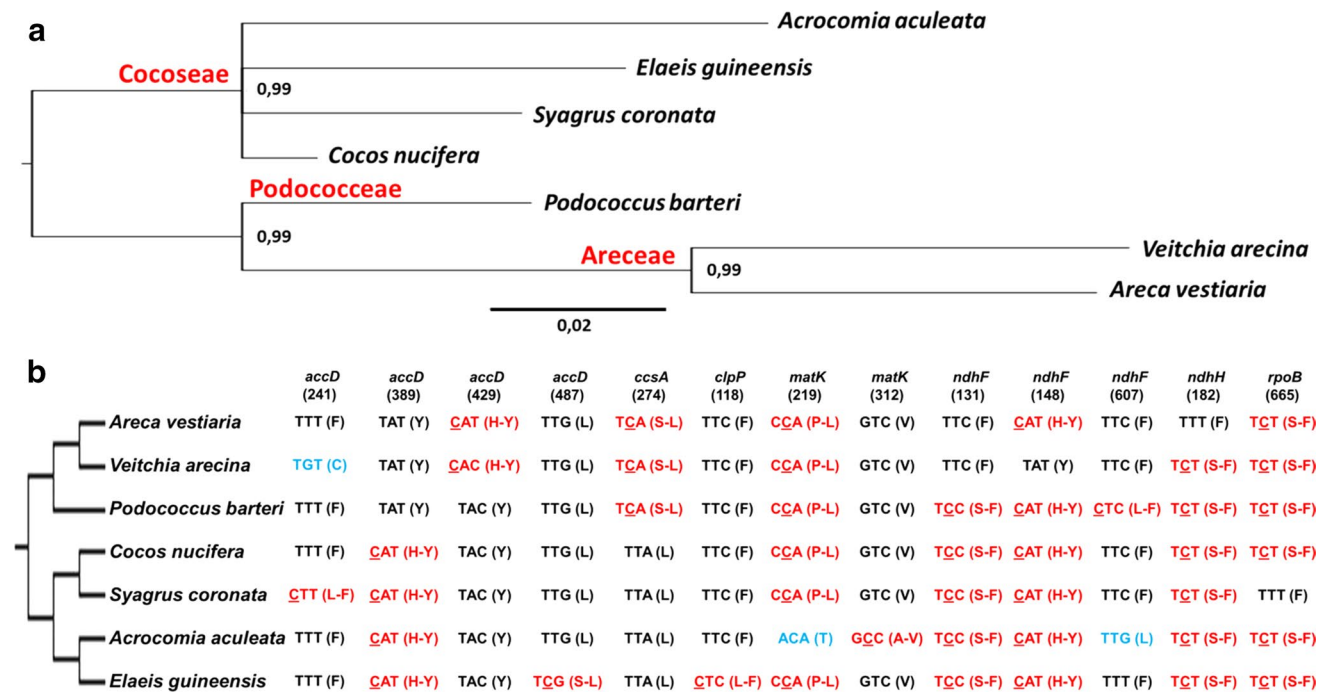 a
Acrocomia aculeata
Elaeis guineensis
Cocoseae
0,99
Syagrus coronata
Cocos nucifera
Podococceae
Podococcus barteri
0,99
Areceae
Veitchia arecina
0,99
Areca vestiaria
0,02
b
accD accD accD accD ccsA clpP matK matK ndhF ndhF ndhF ndhH rpoB
(241) (389) (429) (487) (274) (118) (219) (312) (131) (148) (607) (182) (665)
Areca vestiaria TTT (F) TAT (Y) CAT (H-Y) TTG (L) TCA (S-L) TTC (F) CCA (P-L) GTC (V) TTC (F) CAT (H-Y) TTC (F) TTT (F) TCT (S-F)
Veitchia arecina TGT (C) TAT (Y) CAC (H-Y) TTG (L) TCA (S-L) TTC (F) CCA (P-L) GTC (V) TTC (F) TAT (Y) TTC (F) TCT (S-F) TCT (S-F)
Podococcus barteri TTT (F) TAT (Y) TAC (Y) TTG (L) TCA (S-L) TTC (F) CCA (P-L) GTC (V) TCC (S-F) CAT (H-Y) CTC (L-F) TCT (S-F) TCT (S-F)
Cocos nucifera TTT (F) CAT (H-Y) TAC (Y) TTG (L) TTA (L) TTC (F) CCA (P-L) GTC (V) TCC (S-F) CAT (H-Y) TTC (F) TCT (S-F) TCT (S-F)
Syagrus coronata CTT (L-F) CAT (H-Y) TAC (Y) TTG (L) TTA (L) TTC (F) CCA (P-L) GTC (V) TCC (S-F) CAT (H-Y) TTC (F) TCT (S-F) TTT (F)
Acrocomia aculeata TTT (F) CAT (H-Y) TAC (Y) TTG (L) TTA (L) TTC (F) ACA (T) GCC (A-V) TCC (S-F) CAT (H-Y) TTG (L) TCT (S-F) TCT (S-F)
Elaeis guineensis TTT (F) CAT (H-Y) TAC (Y) TCG (S-L) TTA (L) CTC (L-F) CCA (P-L) GTC (V) TCC (S-F) CAT (H-Y) TTT (F) TCT (S-F) TCT (S-F)